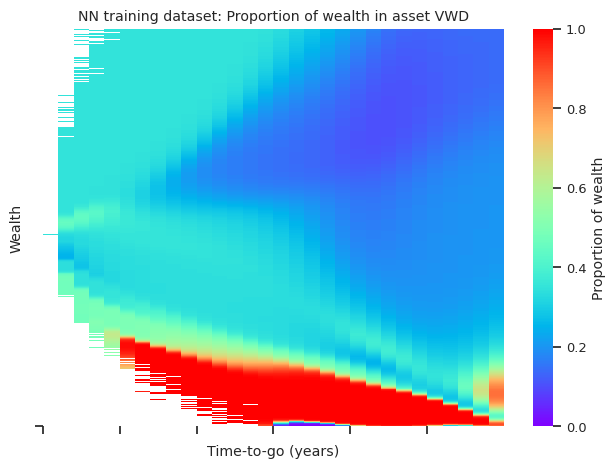 NN training dataset: Proportion of wealth in asset VWD
Wealth
Time-to-go (years)
1.0
0.8
0.6
0.4
0.2
0.0
Proportion of wealth